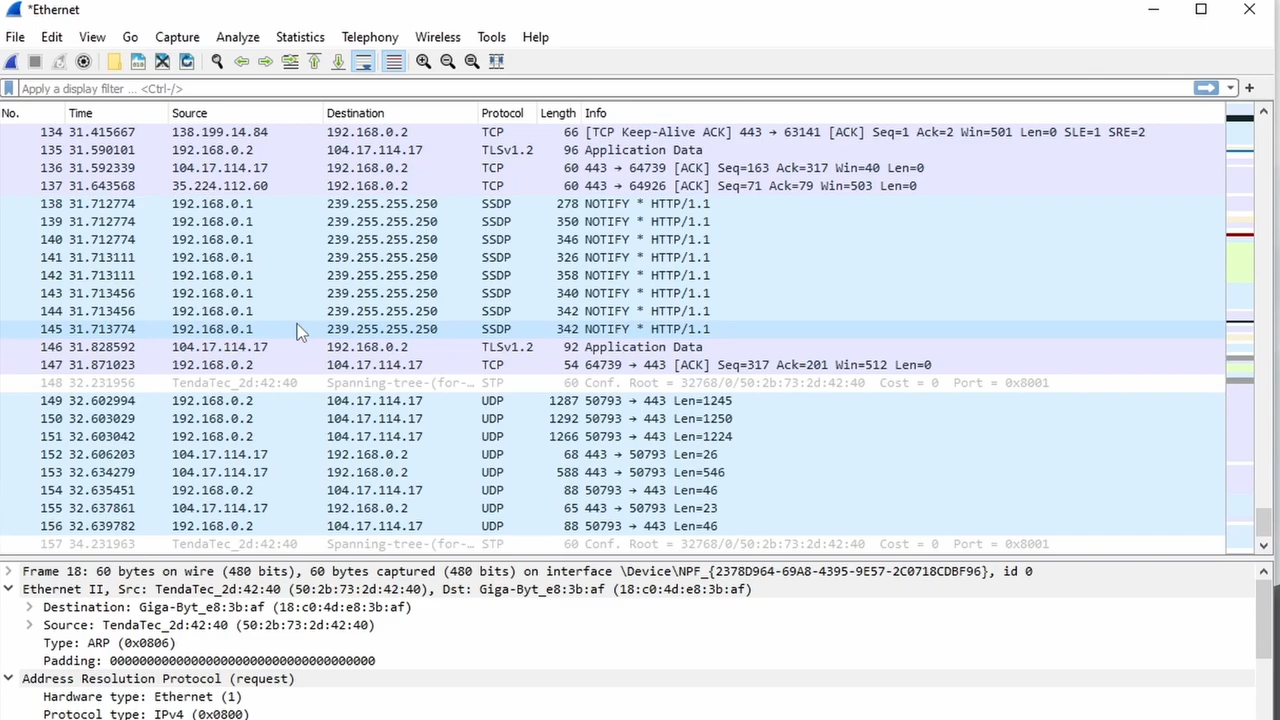 *Ethernet
File Edit View Go Capture Analyze Statistics Telephony Wireless Tools Help
Apply a display filter ... <Ctrl-/>
No. Time Source Destination Protocol Length Info
134 31.415667 138.199.14.84 192.168.0.2 TCP 66 [TCP Keep-Alive ACK] 443 → 63141 [ACK] Seq=1 Ack=2 Win=501 Len=0 SLE=1 SRE=2
135 31.590101 192.168.0.2 104.17.114.17 TLSv1.2 96 Application Data
136 31.592339 104.17.114.17 192.168.0.2 TCP 60 443 → 64739 [ACK] Seq=163 Ack=317 Win=40 Len=0
137 31.643568 35.224.112.60 192.168.0.2 TCP 60 443 → 64926 [ACK] Seq=71 Ack=79 Win=503 Len=0
138 31.712774 192.168.0.1 239.255.255.250 SSDP 278 NOTIFY * HTTP/1.1
139 31.712774 192.168.0.1 239.255.255.250 SSDP 350 NOTIFY * HTTP/1.1
140 31.712774 192.168.0.1 239.255.255.250 SSDP 346 NOTIFY * HTTP/1.1
141 31.713111 192.168.0.1 239.255.255.250 SSDP 326 NOTIFY * HTTP/1.1
142 31.713111 192.168.0.1 239.255.255.250 SSDP 358 NOTIFY * HTTP/1.1
143 31.713456 192.168.0.1 239.255.255.250 SSDP 340 NOTIFY * HTTP/1.1
144 31.713456 192.168.0.1 239.255.255.250 SSDP 342 NOTIFY * HTTP/1.1
145 31.713774 192.168.0.1 239.255.255.250 SSDP 342 NOTIFY * HTTP/1.1
146 31.828592 104.17.114.17 192.168.0.2 TLSv1.2 92 Application Data
147 31.871023 192.168.0.2 104.17.114.17 TCP 54 64739 → 443 [ACK] Seq=317 Ack=201 Win=512 Len=0
148 32.231956 TendaTec_2d:42:40 Spanning-tree-(for-… STP 60 Conf. Root = 32768/0/50:2b:73:2d:42:40 Cost = 0 Port = 0x8001
149 32.602994 192.168.0.2 104.17.114.17 UDP 1287 50793 → 443 Len=1245
150 32.603029 192.168.0.2 104.17.114.17 UDP 1292 50793 → 443 Len=1250
151 32.603042 192.168.0.2 104.17.114.17 UDP 1266 50793 → 443 Len=1224
152 32.606203 104.17.114.17 192.168.0.2 UDP 68 443 → 50793 Len=26
153 32.634279 104.17.114.17 192.168.0.2 UDP 588 443 → 50793 Len=546
154 32.635451 192.168.0.2 104.17.114.17 UDP 88 50793 → 443 Len=46
155 32.637861 104.17.114.17 192.168.0.2 UDP 65 443 → 50793 Len=23
156 32.639782 192.168.0.2 104.17.114.17 UDP 88 50793 → 443 Len=46
157 34.231963 TendaTec_2d:42:40 Spanning-tree-(for-… STP 60 Conf. Root = 32768/0/50:2b:73:2d:42:40 Cost = 0 Port = 0x8001
Frame 18: 60 bytes on wire (480 bits), 60 bytes captured (480 bits) on interface \Device\NPF_{2378D964-69A8-4395-9E57-2C0718CDBF96}, id 0
Ethernet II, Src: TendaTec_2d:42:40 (50:2b:73:2d:42:40), Dst: Giga-Byt_e8:3b:af (18:c0:4d:e8:3b:af)
Destination: Giga-Byt_e8:3b:af (18:c0:4d:e8:3b:af)
Source: TendaTec_2d:42:40 (50:2b:73:2d:42:40)
Type: ARP (0x0806)
Padding: 000000000000000000000000000000000000
Address Resolution Protocol (request)
Hardware type: Ethernet (1)
Protocol type: IPv4 (0x0800)